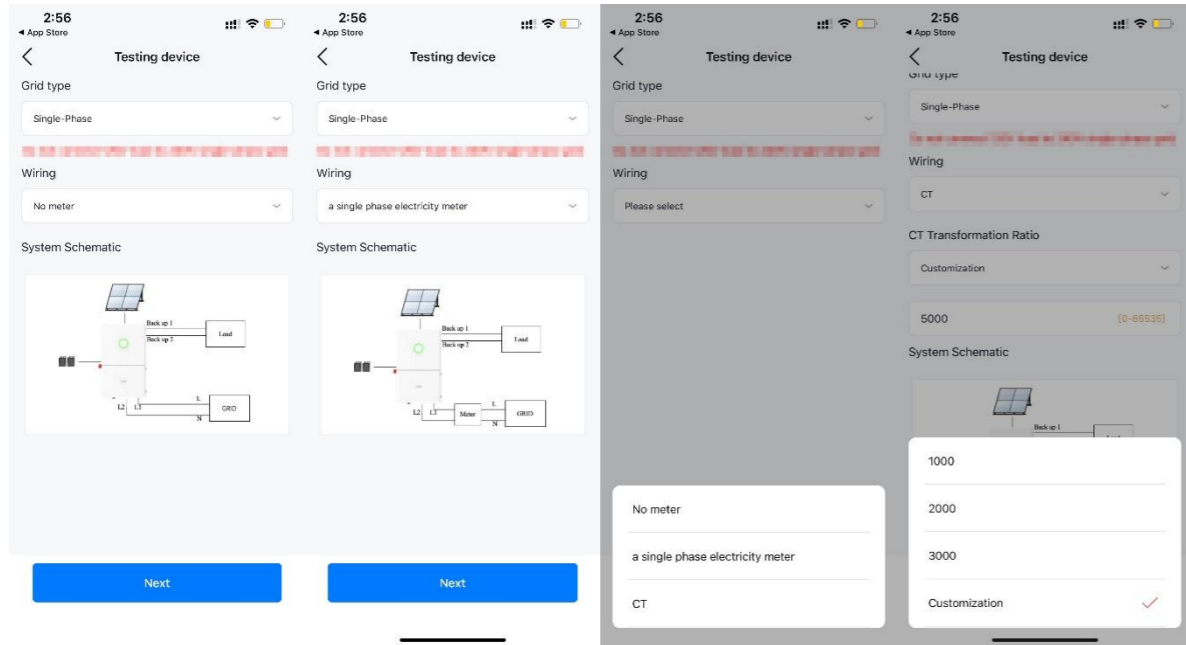 2:56
App Store
Testing device
Grid type
Single-Phase
Wiring
No meter
System Schematic
Back up 1
Back up 2
Load
L2
L1
L
N
GRID
Next
2:56
App Store
Testing device
Grid type
Single-Phase
Wiring
a single phase electricity meter
System Schematic
Back up 1
Back up 2
Load
L2
L1
Meter
L
N
GRID
Next
2:56
App Store
Testing device
Grid type
Single-Phase
Wiring
Please select
No meter
a single phase electricity meter
CT
2:56
App Store
Testing device
Grid type
Single-Phase
Wiring
CT
CT Transformation Ratio
Customization
5000 [0-65535]
System Schematic
Back up 1
1000
2000
3000
Customization